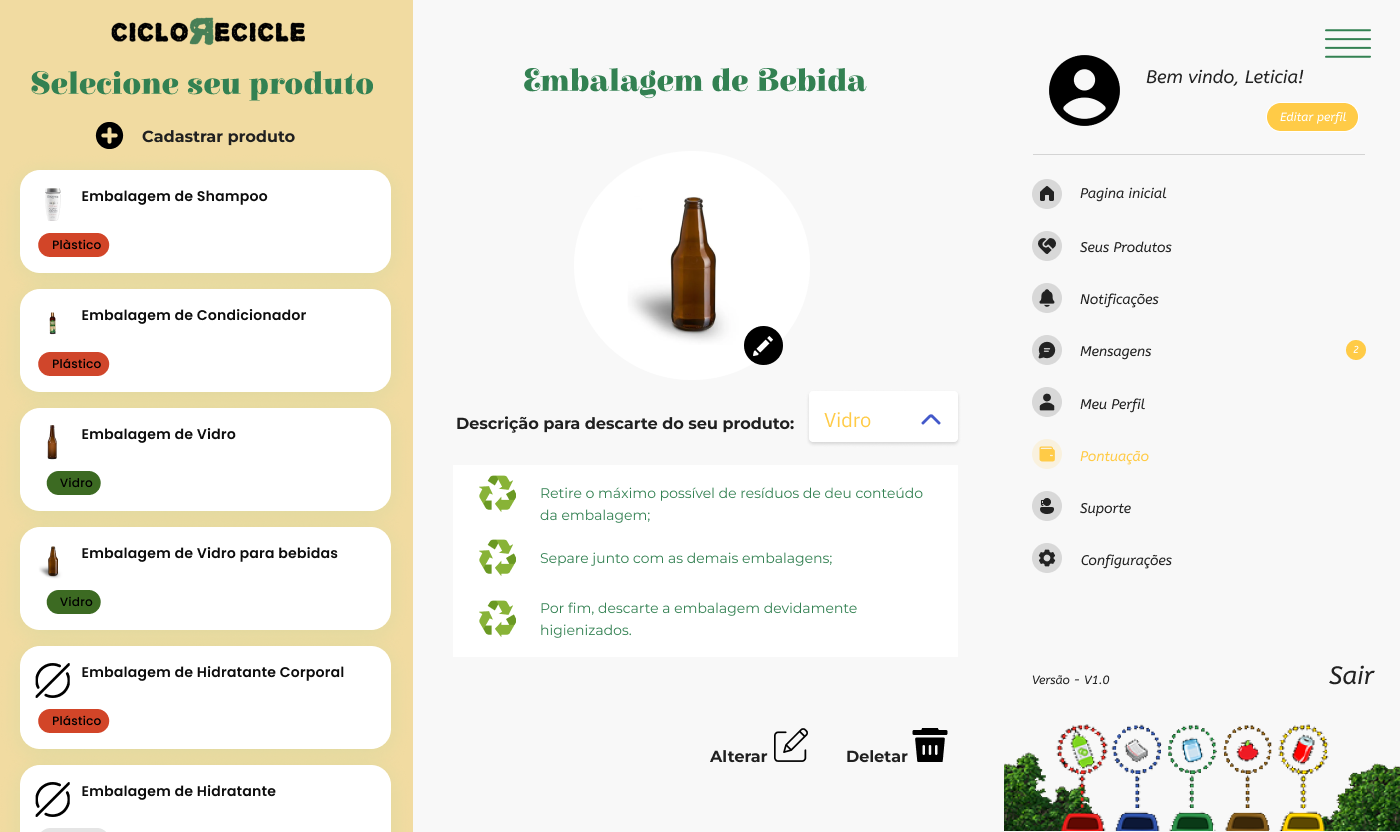 CICLORECICLE
Selecione seu produto
Cadastrar produto
Embalagem de Shampoo
Plàstico
Embalagem de Condicionador
Plàstico
Embalagem de Vidro
Vidro
Embalagem de Vidro para bebidas
Vidro
Embalagem de Hidratante Corporal
Plàstico
Embalagem de Hidratante
Embalagem de Bebida
Descrição para descarte do seu produto:
Vidro
Retire o máximo possível de resíduos de deu conteúdo
da embalagem;
Separe junto com as demais embalagens;
Por fim, descarte a embalagem devidamente
higienizados.
Alterar
Deletar
Bem vindo, Leticia!
Editar perfil
Pagina inicial
Seus Produtos
Notificações
Mensagens
2
Meu Perfil
Pontuação
Suporte
Configurações
Versão - V1.0
Sair